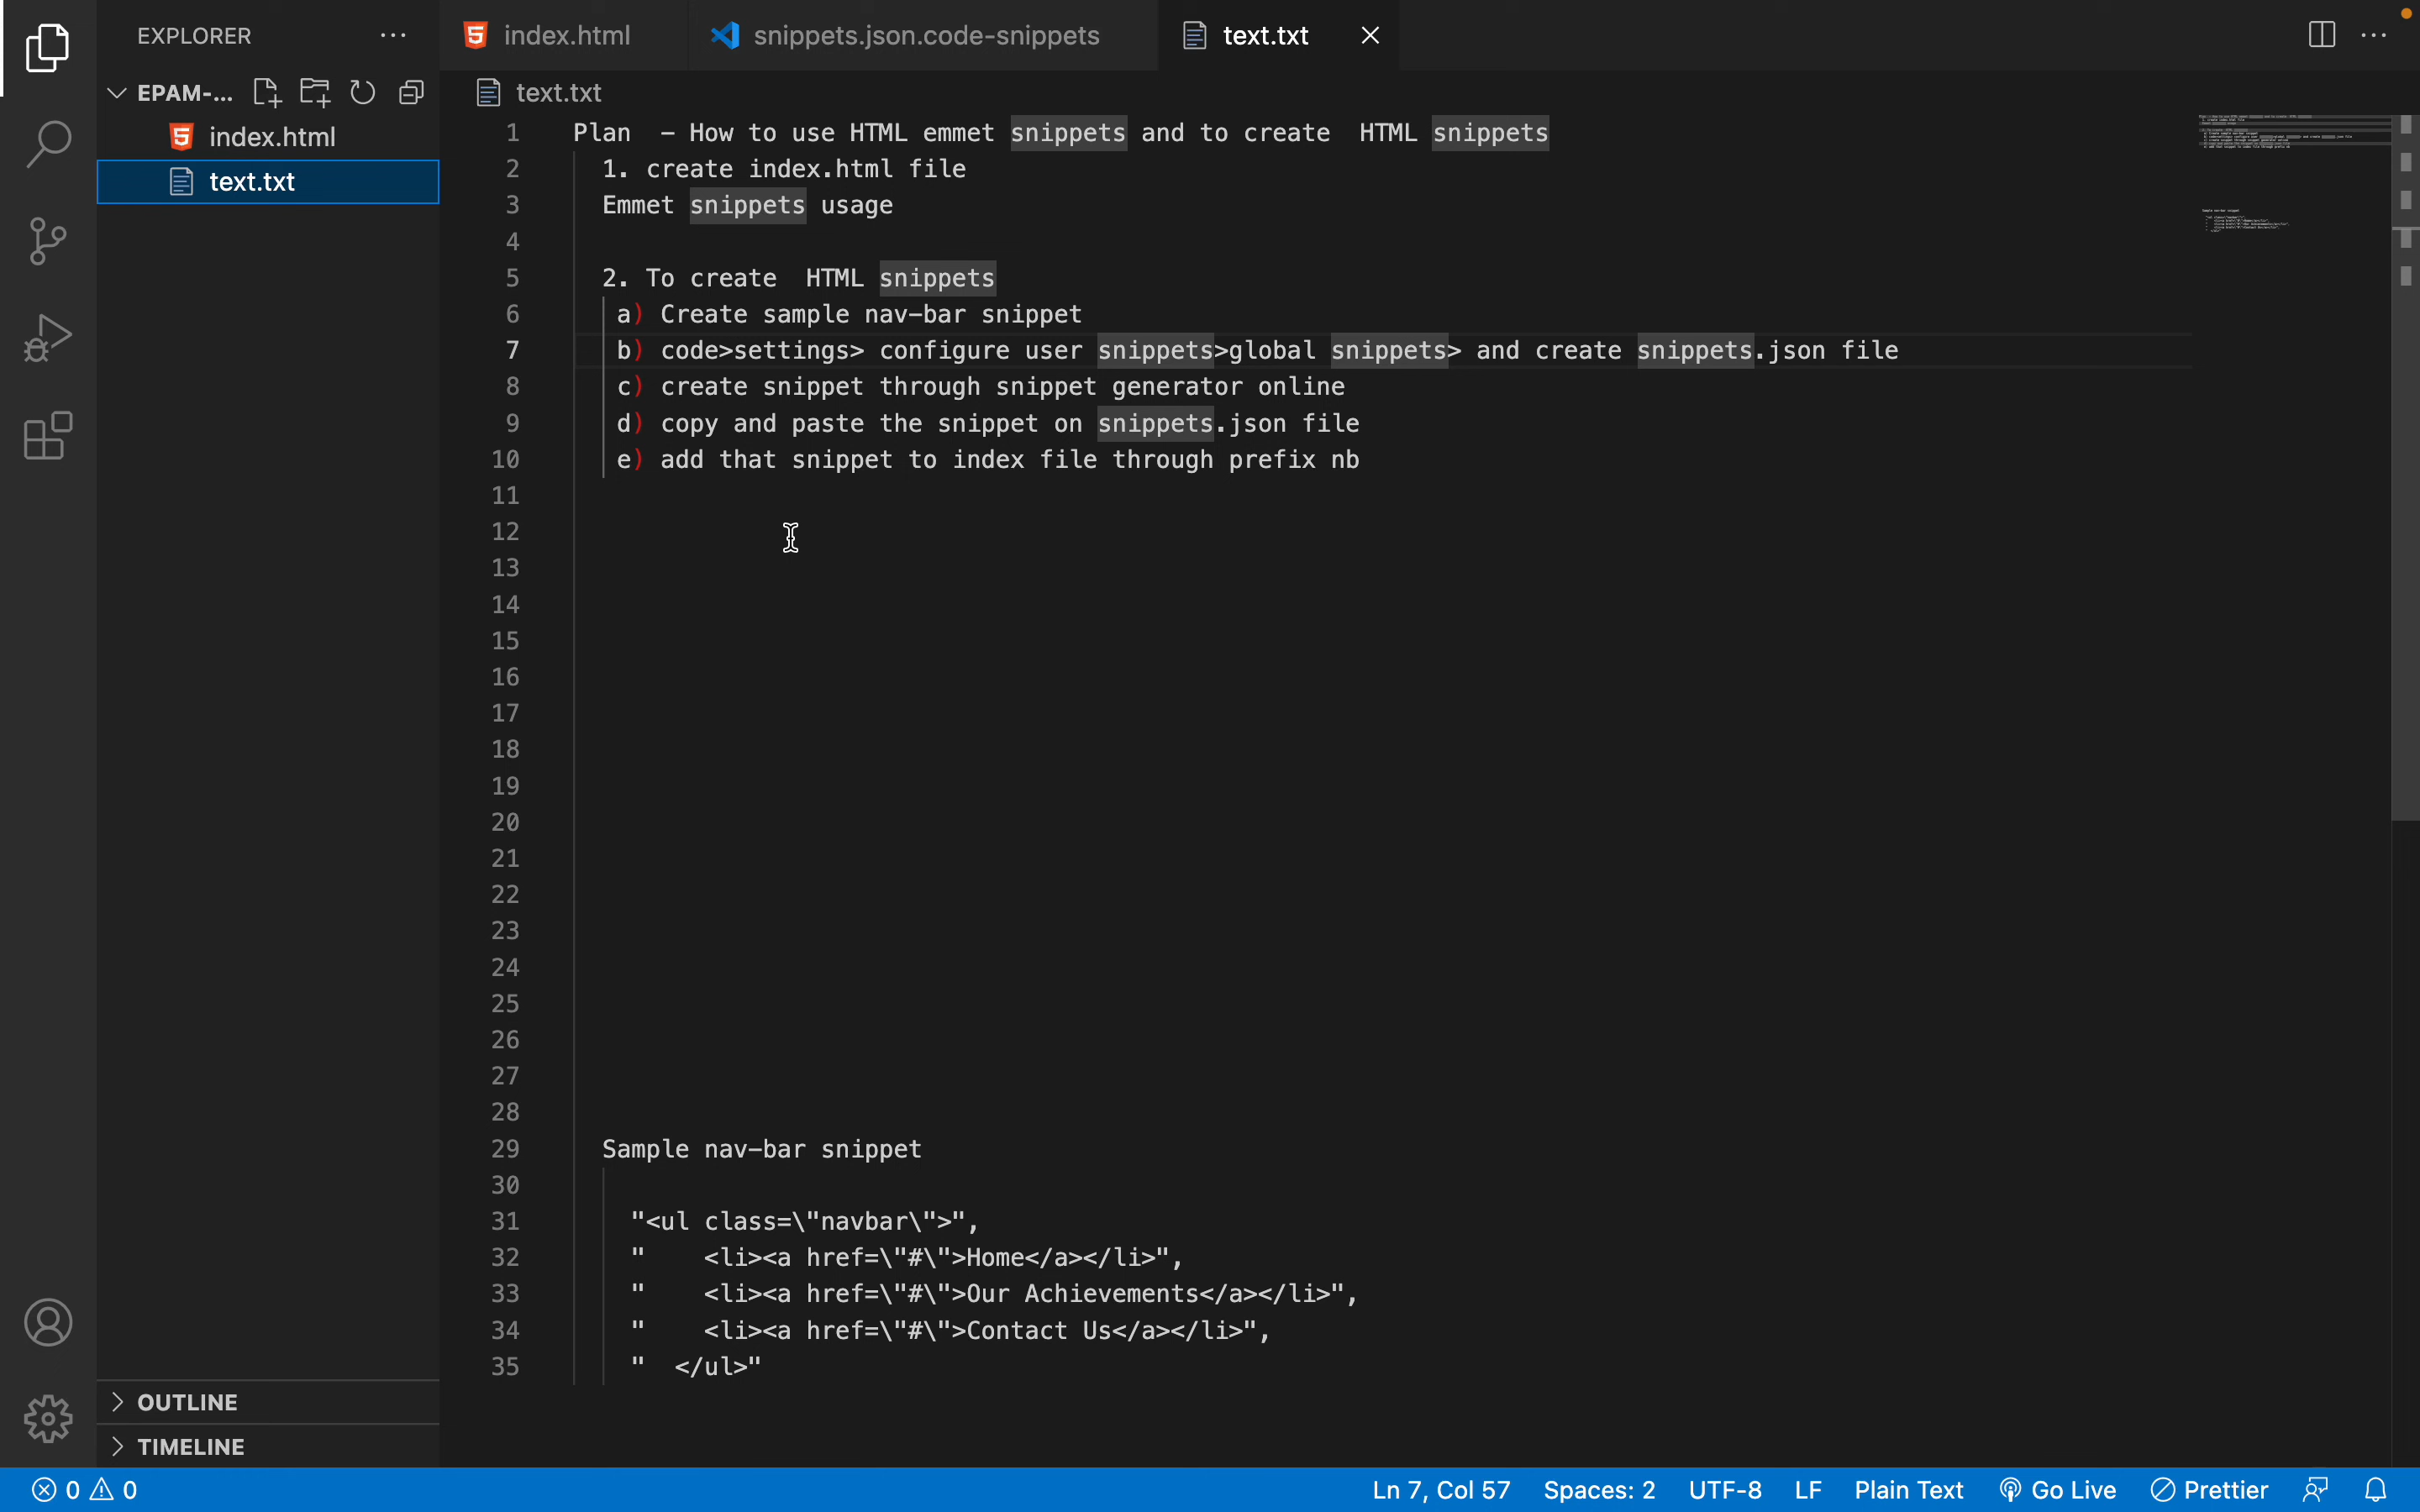 EXPLORER
index.html
snippets.json.code-snippets
text.txt
EPAM-...
index.html
text.txt
text.txt
1 Plan  - How to use HTML emmet snippets and to create  HTML snippets
2 1. create index.html file
3 Emmet snippets usage
4
5 2. To create  HTML snippets
6 a) Create sample nav-bar snippet
7 b) code>settings> configure user snippets>global snippets> and create snippets.json file
8 c) create snippet through snippet generator online
9 d) copy and paste the snippet on snippets.json file
10 e) add that snippet to index file through prefix nb
11
12
13
14
15
16
17
18
19
20
21
22
23
24
25
26
27
28
29 Sample nav-bar snippet
30
31 "<ul class=\"navbar\">",
32 "    <li><a href=\"#\">Home</a></li>",
33 "    <li><a href=\"#\">Our Achievements</a></li>",
34 "    <li><a href=\"#\">Contact Us</a></li>",
35 "  </ul>"
OUTLINE
TIMELINE
0 0 Ln 7, Col 57 Spaces: 2 UTF-8 LF Plain Text Go Live Prettier